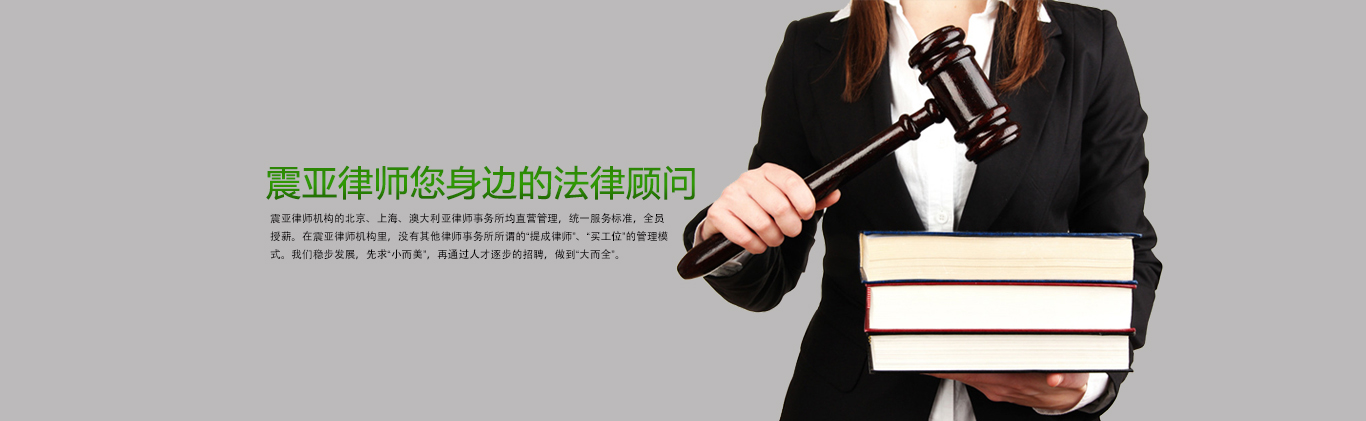 震亚律师您身边的法律顾问
震亚律师机构的北京、上海、澳大利亚律师事务所均直营管理，统一服务标准，全员
授薪。在震亚律师机构里，没有其他律师事务所所谓的“提成律师”、“买工位”的管理模
式。我们稳步发展，先求“小而美”，再通过人才逐步的招聘，做到“大而全”。